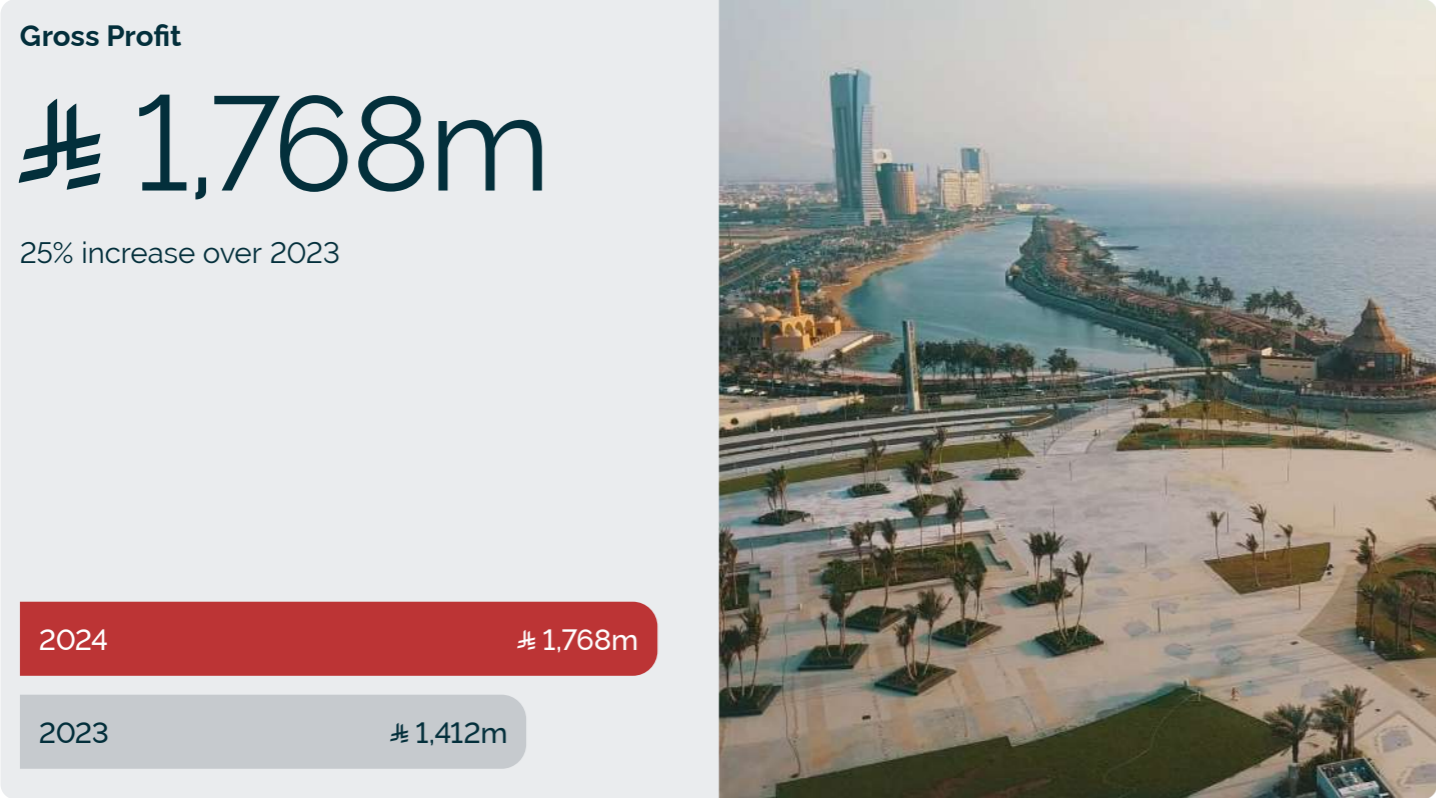 Gross Profit
⃁ 1,768m
25% increase over 2023
2024 ⃁ 1,768m
2023 ⃁ 1,412m